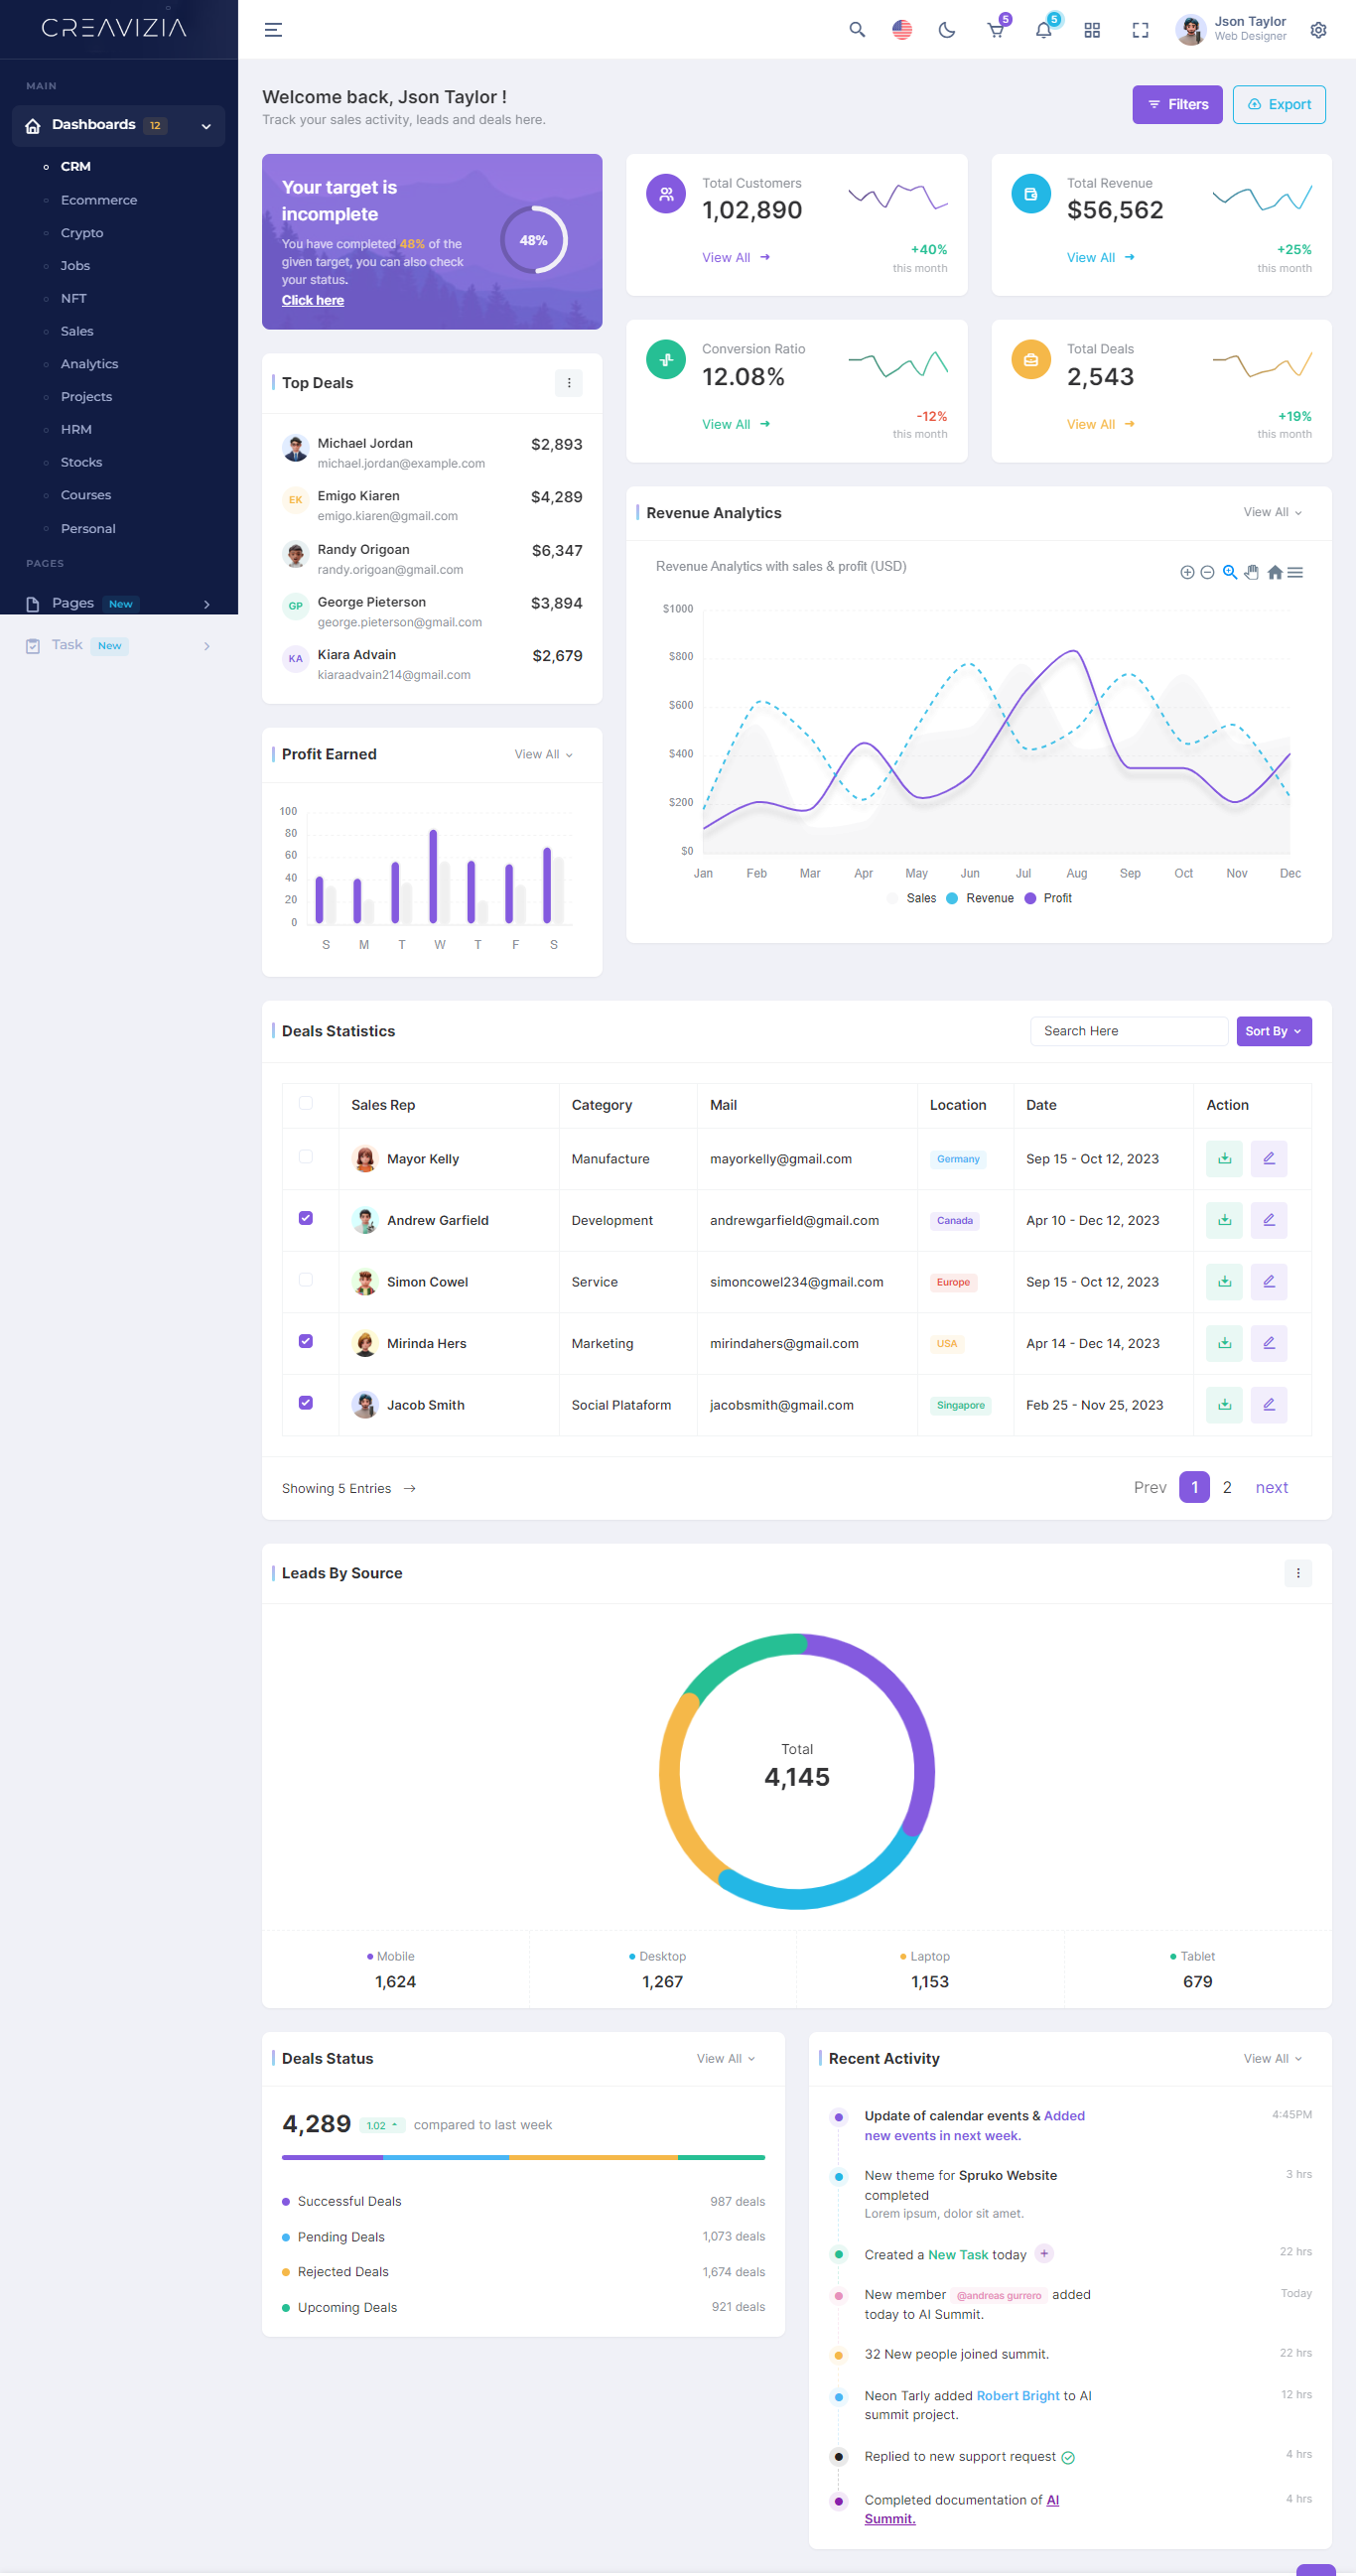 CREAVIZIA
5
5
Json Taylor
Web Designer
MAIN
Dashboards 12
CRM
Ecommerce
Crypto
Jobs
NFT
Sales
Analytics
Projects
HRM
Stocks
Courses
Personal
PAGES
Pages New
Task New
Welcome back, Json Taylor !
Track your sales activity, leads and deals here.
Filters
Export
Your target is
incomplete
You have completed 48% of the
given target, you can also check
your status.
Click here
48%
Total Customers
1,02,890
View All
+40%
this month
Total Revenue
$56,562
View All
+25%
this month
Conversion Ratio
12.08%
View All
-12%
this month
Total Deals
2,543
View All
+19%
this month
Top Deals
Michael Jordan $2,893
michael.jordan@example.com
EK Emigo Kiaren $4,289
emigo.kiaren@gmail.com
Randy Origoan $6,347
randy.origoan@gmail.com
GP George Pieterson $3,894
george.pieterson@gmail.com
KA Kiara Advain $2,679
kiaraadvain214@gmail.com
Profit Earned View All
100
80
60
40
20
0
S M T W T F S
Revenue Analytics View All
Revenue Analytics with sales & profit (USD)
$1000
$800
$600
$400
$200
$0
Jan Feb Mar Apr May Jun Jul Aug Sep Oct Nov Dec
Sales Revenue Profit
Deals Statistics Search Here Sort By
Sales Rep Category Mail Location Date Action
Mayor Kelly Manufacture mayorkelly@gmail.com Germany Sep 15 - Oct 12, 2023
Andrew Garfield Development andrewgarfield@gmail.com Canada Apr 10 - Dec 12, 2023
Simon Cowel Service simoncowel234@gmail.com Europe Sep 15 - Oct 12, 2023
Mirinda Hers Marketing mirindahers@gmail.com USA Apr 14 - Dec 14, 2023
Jacob Smith Social Plataform jacobsmith@gmail.com Singapore Feb 25 - Nov 25, 2023
Showing 5 Entries Prev 1 2 next
Leads By Source
Total
4,145
Mobile
1,624
Desktop
1,267
Laptop
1,153
Tablet
679
Deals Status View All
4,289 1.02 compared to last week
Successful Deals 987 deals
Pending Deals 1,073 deals
Rejected Deals 1,674 deals
Upcoming Deals 921 deals
Recent Activity View All
Update of calendar events & Added 4:45PM
new events in next week.
New theme for Spruko Website 3 hrs
completed
Lorem ipsum, dolor sit amet.
Created a New Task today 22 hrs
New member @andreas gurrero added Today
today to AI Summit.
32 New people joined summit. 22 hrs
Neon Tarly added Robert Bright to AI 12 hrs
summit project.
Replied to new support request 4 hrs
Completed documentation of AI 4 hrs
Summit.